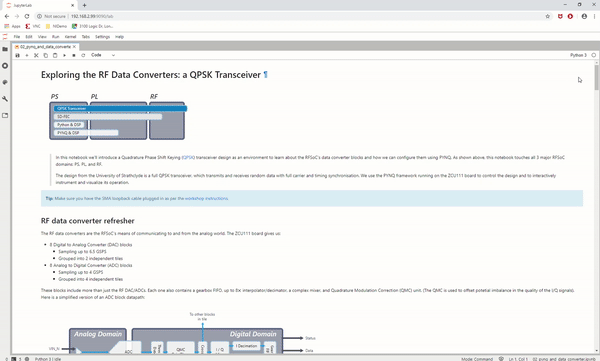 JupyterLab
Not secure | 192.168.2.99:9090/lab
Apps VNC
File Edit View Run Kernel Tabs Settings Help
02_pynq_and_data_converte
Code
Python 3
Exploring the RF Data Converters: a QPSK Transceiver ¶
PS PL RF
QPSK Transceiver
SD-FEC
Python & DSP
PYNQ & DSP
In this notebook we'll introduce a Quadrature Phase Shift Keying (QPSK) transceiver design as an environment to learn about the RFSoC's data converter blocks and how we can configure them using PYNQ. As shown above, this notebook touches all 3 major RFSoC
domains: PS, PL, and RF.
The design from the University of Strathclyde is a full QPSK transceiver, which transmits and receives random data with full carrier and timing synchronisation. We use the PYNQ framework running on the ZCU111 board to control the design and to interactively
instrument and visualize its operation.
Tip: Make sure you have the SMA loopback cable plugged in as per the workshop instructions.
RF data converter refresher
The RF data converters are the RFSoC's means of communicating to and from the analog world. The ZCU111 board gives us:
8 Digital to Analog Converter (DAC) blocks
Sampling up to 6.5 GSPS
Grouped into 2 independent tiles
8 Analog to Digital Converter (ADC) blocks
Sampling up to 4 GSPS
Grouped into 4 independent tiles
These blocks include more than just the RF DAC/ADCs. Each one also contains a gearbox FIFO, up to 8x interpolator/decimator, a complex mixer, and Quadrature Modulation Correction (QMC) unit. (The QMC is used to offset potential imbalance in the quality of the I/Q signals).
Here is a simplified version of an ADC block datapath:
To other blocks
in tile
Analog Domain Digital Domain
Status
VIN_IN
ADC
QMC
I / Q
Decimation
Data
Python 3 | Idle
Mode: Command
Ln 1, Col 1